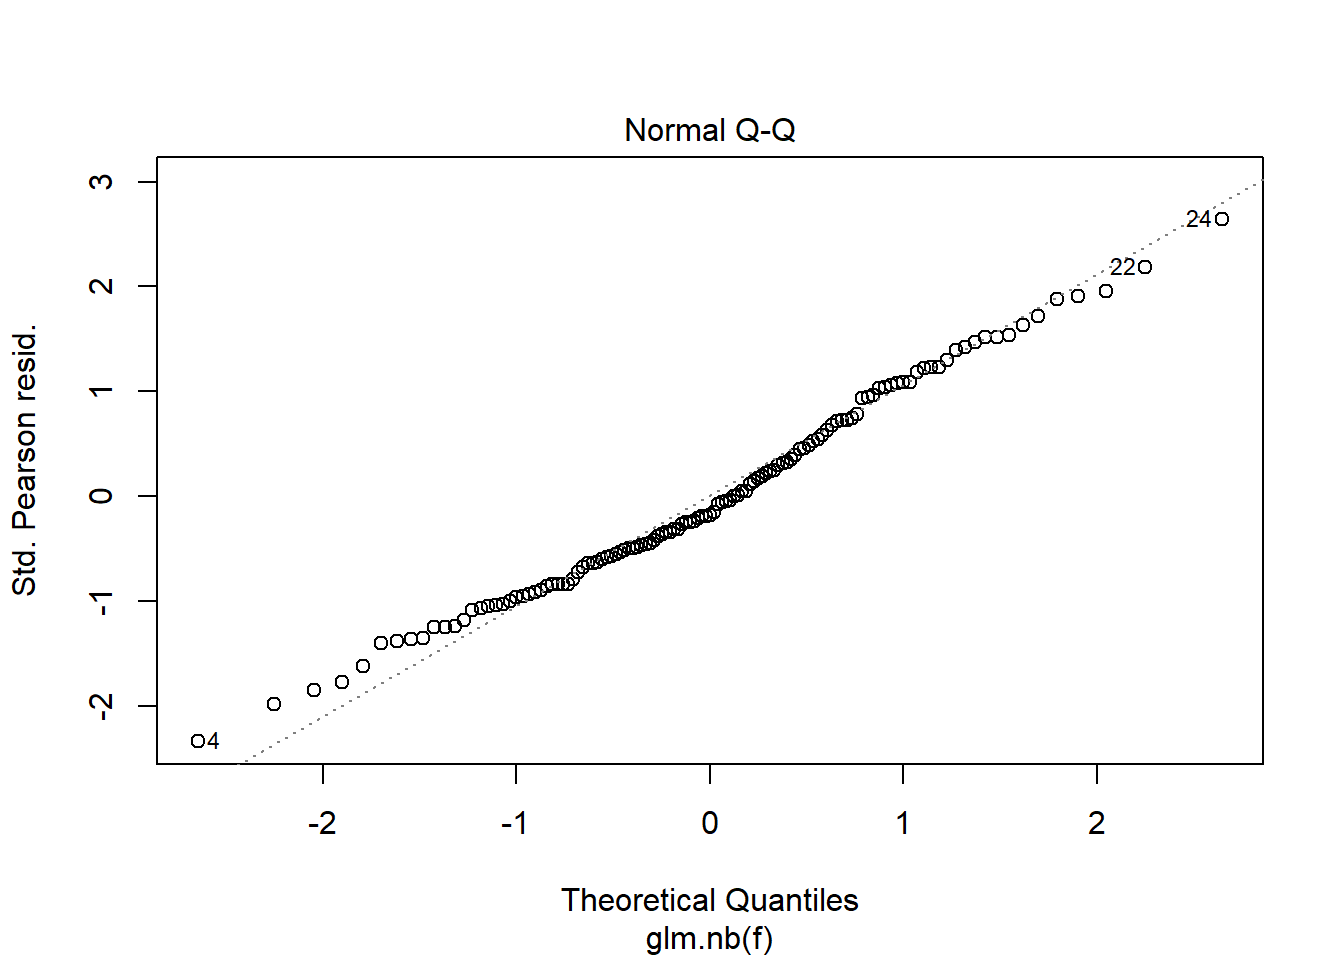 Normal Q-Q
Std. Pearson resid.
3
2
1
0
-1
-2
24
22
4
-2 -1 0 1 2
Theoretical Quantiles
glm.nb(f)